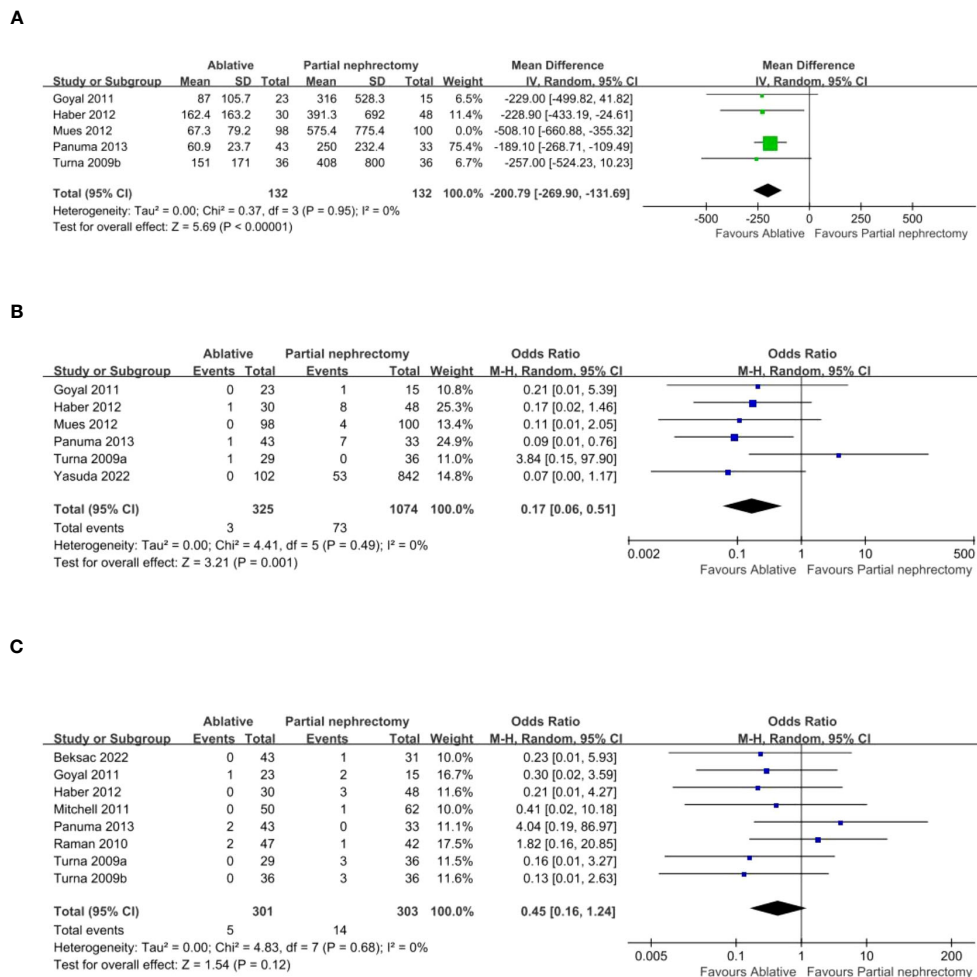 A
Ablative Partial nephrectomy Mean Difference Mean Difference
Study or Subgroup Mean SD Total Mean SD Total Weight IV, Random, 95% CI IV, Random, 95% CI
Goyal 2011 87 105.7 23 316 528.3 15 6.5% -229.00 [-499.82, 41.82]
Haber 2012 162.4 163.2 30 391.3 692 48 11.4% -228.90 [-433.19, -24.61]
Mues 2012 67.3 79.2 98 575.4 775.4 100 0.0% -508.10 [-660.88, -355.32]
Panuma 2013 60.9 23.7 43 250 232.4 33 75.4% -189.10 [-268.71, -109.49]
Turna 2009b 151 171 36 408 800 36 6.7% -257.00 [-524.23, 10.23]
Total (95% CI) 132 132 100.0% -200.79 [-269.90, -131.69]
Heterogeneity: Tau² = 0.00; Chi² = 0.37, df = 3 (P = 0.95); I² = 0%
Test for overall effect: Z = 5.69 (P < 0.00001)
-500 -250 0 250 500
Favours Ablative Favours Partial nephrectomy
B
Ablative Partial nephrectomy Odds Ratio Odds Ratio
Study or Subgroup Events Total Events Total Weight M-H, Random, 95% CI M-H, Random, 95% CI
Goyal 2011 0 23 1 15 10.8% 0.21 [0.01, 5.39]
Haber 2012 1 30 8 48 25.3% 0.17 [0.02, 1.46]
Mues 2012 0 98 4 100 13.4% 0.11 [0.01, 2.05]
Panuma 2013 1 43 7 33 24.9% 0.09 [0.01, 0.76]
Turna 2009a 1 29 0 36 11.0% 3.84 [0.15, 97.90]
Yasuda 2022 0 102 53 842 14.8% 0.07 [0.00, 1.17]
Total (95% CI) 325 1074 100.0% 0.17 [0.06, 0.51]
Total events 3 73
Heterogeneity: Tau² = 0.00; Chi² = 4.41, df = 5 (P = 0.49); I² = 0%
Test for overall effect: Z = 3.21 (P = 0.001)
0.002 0.1 1 10 500
Favours Ablative Favours Partial nephrectomy
C
Ablative Partial nephrectomy Odds Ratio Odds Ratio
Study or Subgroup Events Total Events Total Weight M-H, Random, 95% CI M-H, Random, 95% CI
Beksac 2022 0 43 1 31 10.0% 0.23 [0.01, 5.93]
Goyal 2011 1 23 2 15 16.7% 0.30 [0.02, 3.59]
Haber 2012 0 30 3 48 11.6% 0.21 [0.01, 4.27]
Mitchell 2011 0 50 1 62 10.0% 0.41 [0.02, 10.18]
Panuma 2013 2 43 0 33 11.1% 4.04 [0.19, 86.97]
Raman 2010 2 47 1 42 17.5% 1.82 [0.16, 20.85]
Turna 2009a 0 29 3 36 11.5% 0.16 [0.01, 3.27]
Turna 2009b 0 36 3 36 11.6% 0.13 [0.01, 2.63]
Total (95% CI) 301 303 100.0% 0.45 [0.16, 1.24]
Total events 5 14
Heterogeneity: Tau² = 0.00; Chi² = 4.83, df = 7 (P = 0.68); I² = 0%
Test for overall effect: Z = 1.54 (P = 0.12)
0.005 0.1 1 10 200
Favours Ablative Favours Partial nephrectomy